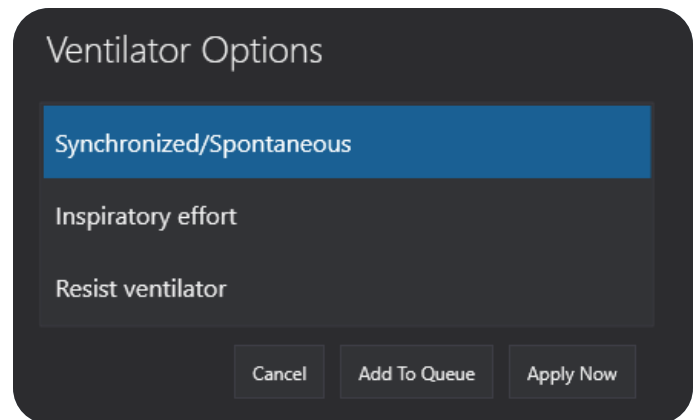 Ventilator Options
Synchronized/Spontaneous
Inspiratory effort
Resist ventilator
Cancel Add To Queue Apply Now